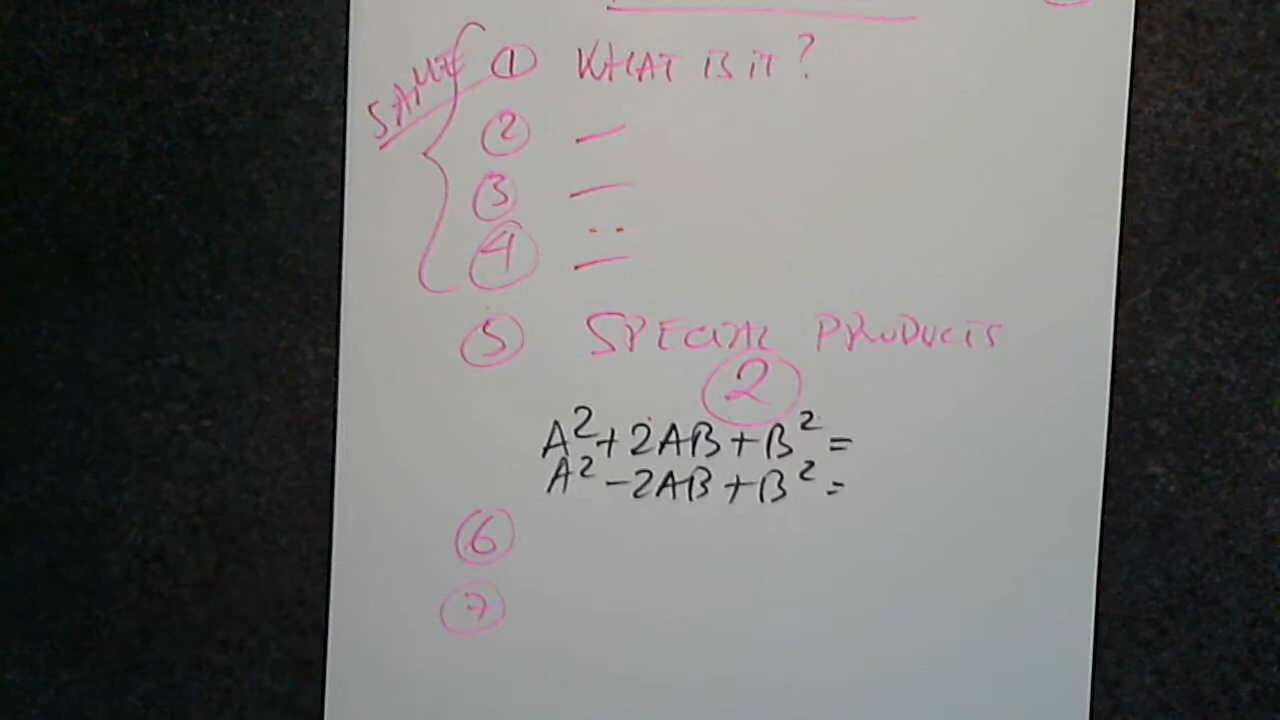 SAME
① WHAT IS IT?
② —
③ —
④ —
⑤ SPECIAL PRODUCTS
②
A²+2AB+B²=
A²-2AB+B²=
⑥
⑦